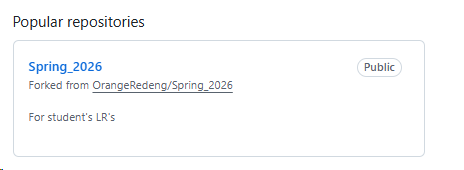 Popular repositories
Spring_2026
Public
Forked from OrangeRedeng/Spring_2026
For student's LR's